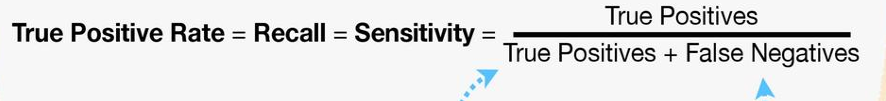 True Positive Rate = Recall = Sensitivity =
True Positives
True Positives + False Negatives